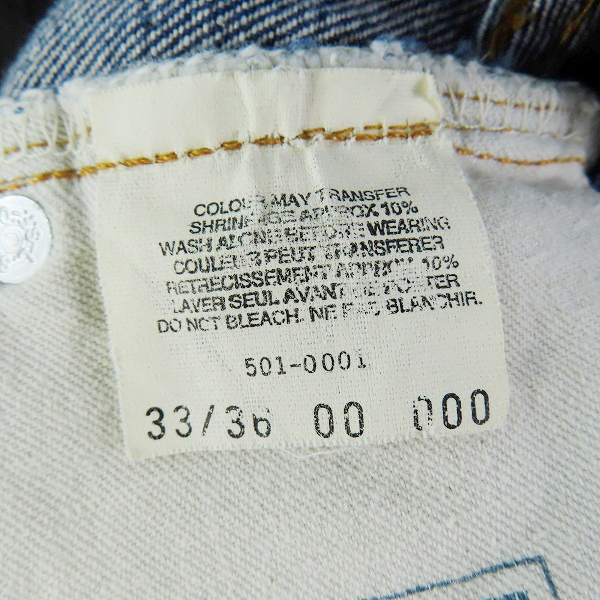 COLOUR MAY TRANSFER
SHRINKAGE APPROX 10%
WASH ALONE BEFORE WEARING
COULEUR PEUT TRANSFERER
RETRECISSEMENT APPROX 10%
LAVER SEUL AVANT DE PORTER
DO NOT BLEACH. NE PAS BLANCHIR.
501-0001
33/36 00 000